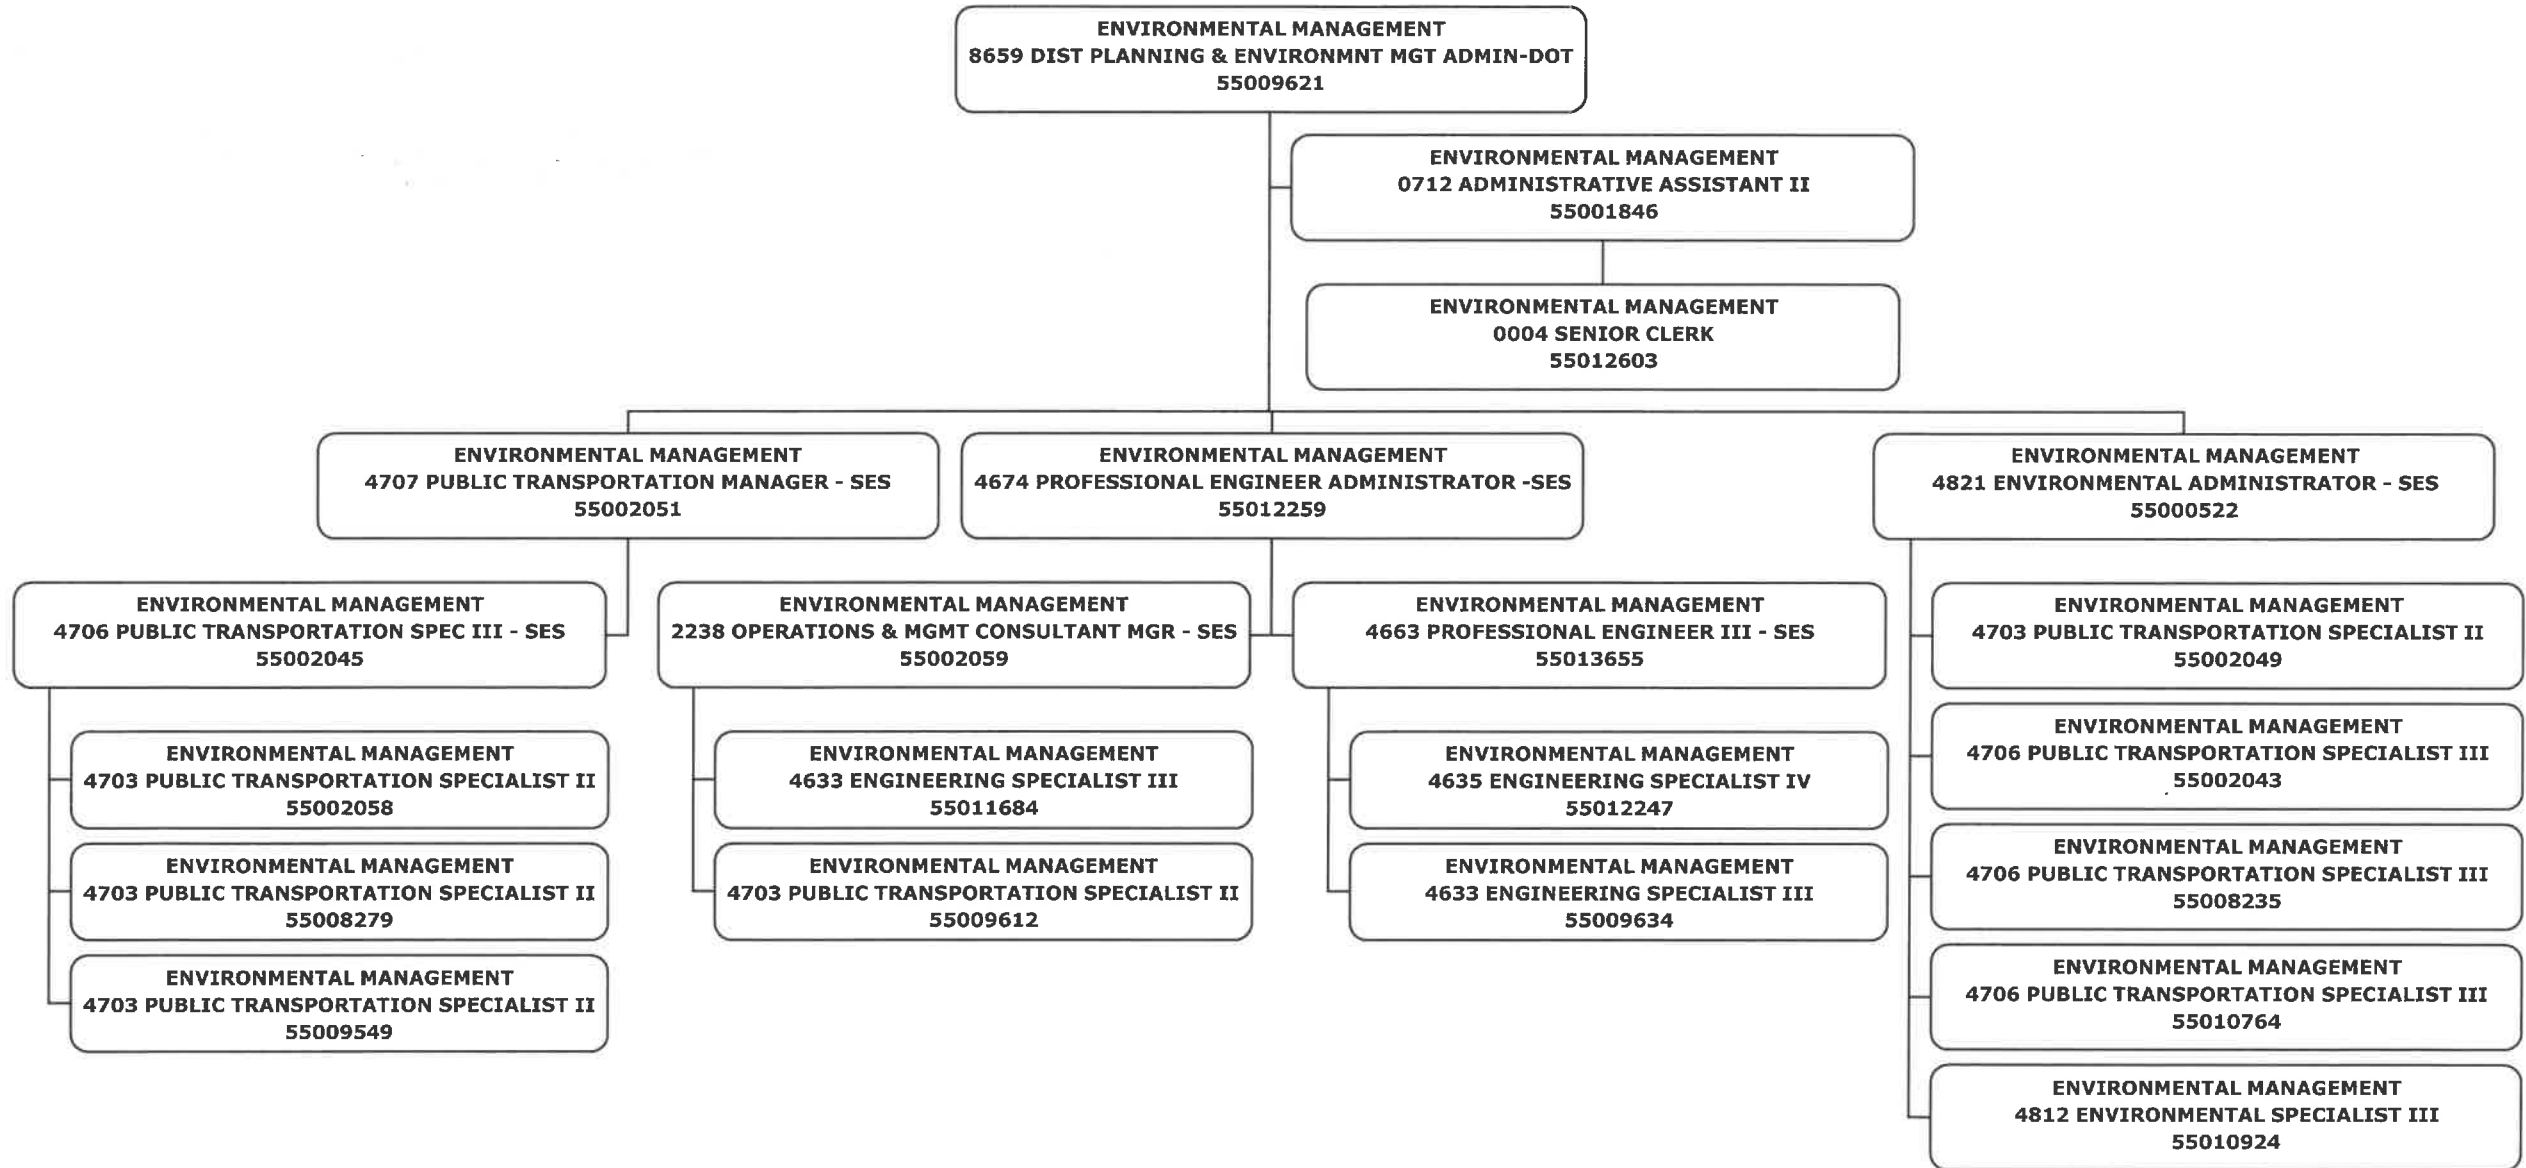 ENVIRONMENTAL MANAGEMENT
8659 DIST PLANNING & ENVIRONMNT MGT ADMIN-DOT
55009621
ENVIRONMENTAL MANAGEMENT
0712 ADMINISTRATIVE ASSISTANT II
55001846
ENVIRONMENTAL MANAGEMENT
0004 SENIOR CLERK
55012603
ENVIRONMENTAL MANAGEMENT
4707 PUBLIC TRANSPORTATION MANAGER - SES
55002051
ENVIRONMENTAL MANAGEMENT
4674 PROFESSIONAL ENGINEER ADMINISTRATOR -SES
55012259
ENVIRONMENTAL MANAGEMENT
4821 ENVIRONMENTAL ADMINISTRATOR - SES
55000522
ENVIRONMENTAL MANAGEMENT
4706 PUBLIC TRANSPORTATION SPEC III - SES
55002045
ENVIRONMENTAL MANAGEMENT
4703 PUBLIC TRANSPORTATION SPECIALIST II
55002058
ENVIRONMENTAL MANAGEMENT
4703 PUBLIC TRANSPORTATION SPECIALIST II
55008279
ENVIRONMENTAL MANAGEMENT
4703 PUBLIC TRANSPORTATION SPECIALIST II
55009549
ENVIRONMENTAL MANAGEMENT
2238 OPERATIONS & MGMT CONSULTANT MGR - SES
55002059
ENVIRONMENTAL MANAGEMENT
4633 ENGINEERING SPECIALIST III
55011684
ENVIRONMENTAL MANAGEMENT
4703 PUBLIC TRANSPORTATION SPECIALIST II
55009612
ENVIRONMENTAL MANAGEMENT
4663 PROFESSIONAL ENGINEER III - SES
55013655
ENVIRONMENTAL MANAGEMENT
4635 ENGINEERING SPECIALIST IV
55012247
ENVIRONMENTAL MANAGEMENT
4633 ENGINEERING SPECIALIST III
55009634
ENVIRONMENTAL MANAGEMENT
4703 PUBLIC TRANSPORTATION SPECIALIST II
55002049
ENVIRONMENTAL MANAGEMENT
4706 PUBLIC TRANSPORTATION SPECIALIST III
55002043
ENVIRONMENTAL MANAGEMENT
4706 PUBLIC TRANSPORTATION SPECIALIST III
55008235
ENVIRONMENTAL MANAGEMENT
4706 PUBLIC TRANSPORTATION SPECIALIST III
55010764
ENVIRONMENTAL MANAGEMENT
4812 ENVIRONMENTAL SPECIALIST III
55010924